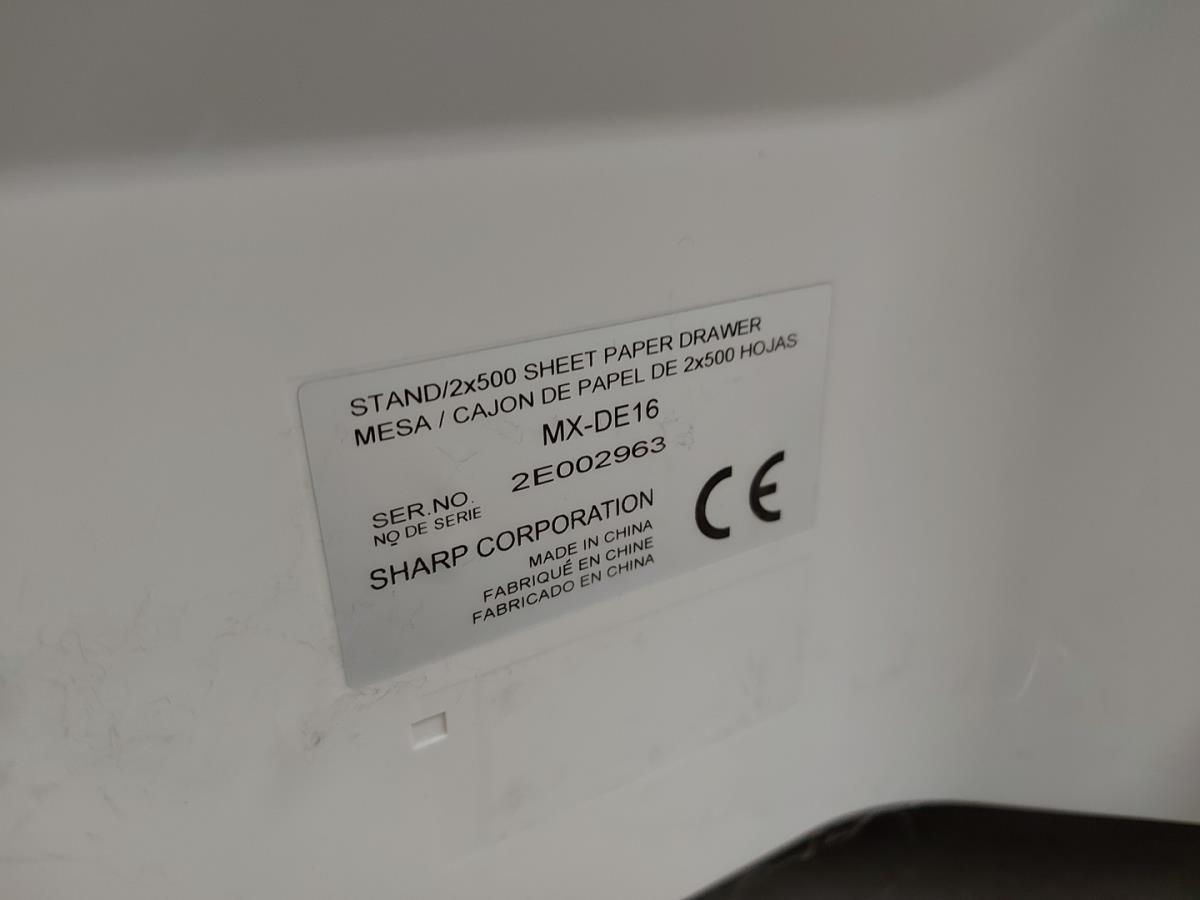 STAND/2x500 SHEET PAPER DRAWER
MESA / CAJON DE PAPEL DE 2x500 HOJAS
MX-DE16
SER.NO. 2E002963
NO DE SERIE
SHARP CORPORATION
CE
MADE IN CHINA
FABRIQUÉ EN CHINE
FABRICADO EN CHINA